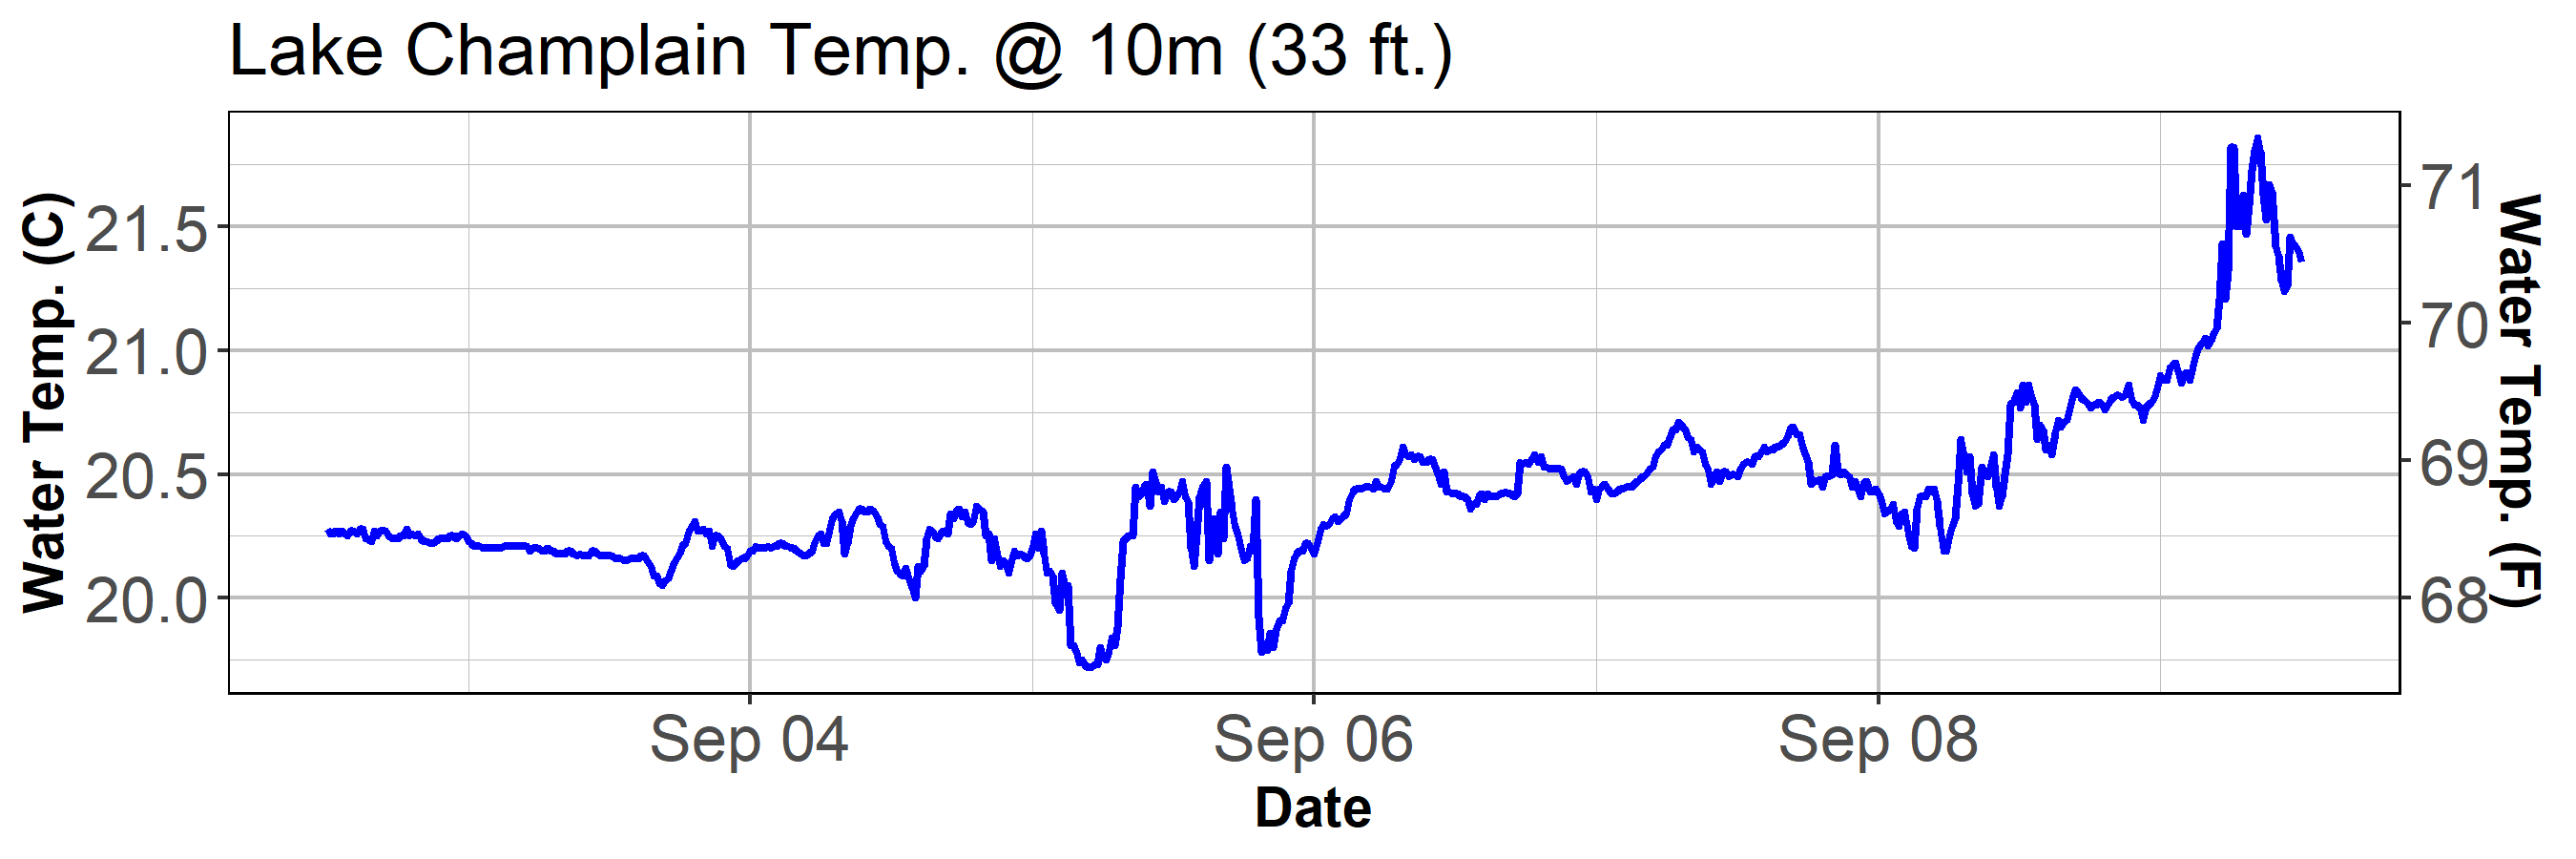 Lake Champlain Temp. @ 10m (33 ft.)
Water Temp. (C)
21.5
21.0
20.5
20.0
71
70
69
68
Water Temp. (F)
Sep 04
Sep 06
Sep 08
Date